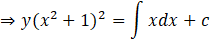 ⇒ y(x² + 1)² = ∫ xdx + c